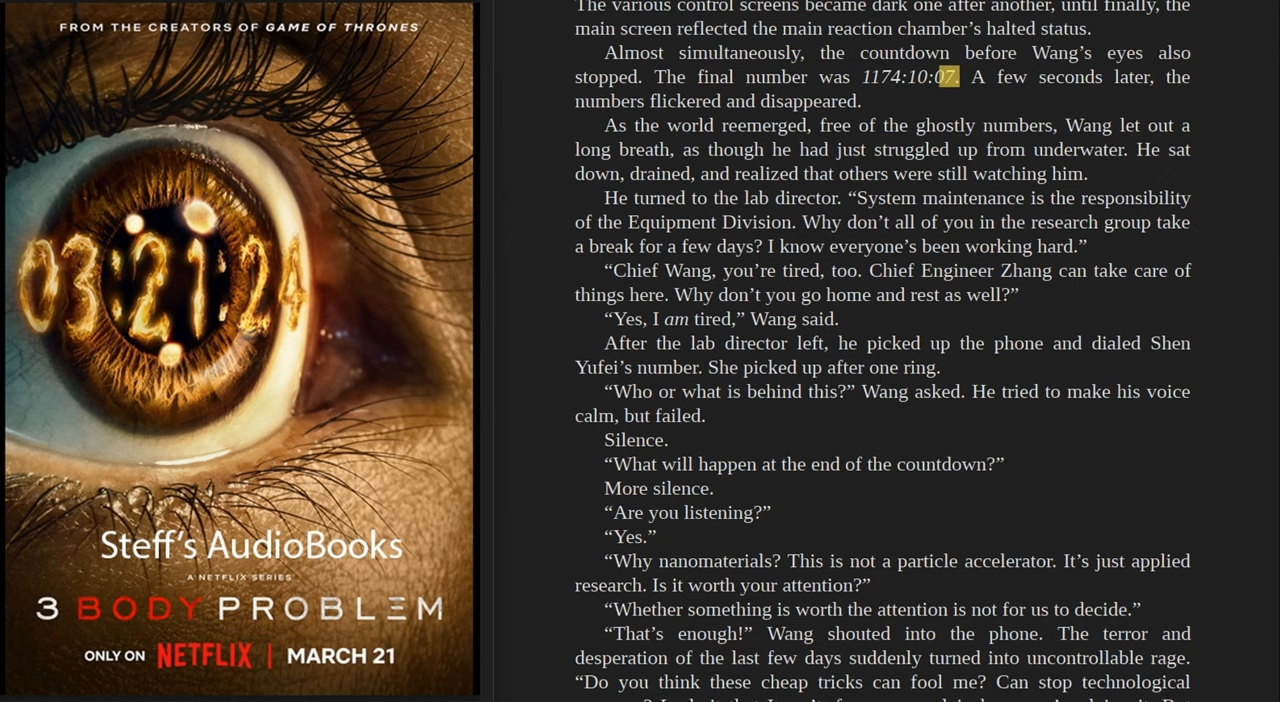 FROM THE CREATORS OF GAME OF THRONES
03:21:24
Steff's AudioBooks
A NETFLIX SERIES
3 BODY PROBLEM
ONLY ON NETFLIX | MARCH 21
The various control screens became dark one after another, until finally, the
main screen reflected the main reaction chamber’s halted status.
Almost simultaneously, the countdown before Wang’s eyes also
stopped. The final number was 1174:10:07. A few seconds later, the
numbers flickered and disappeared.
As the world reemerged, free of the ghostly numbers, Wang let out a
long breath, as though he had just struggled up from underwater. He sat
down, drained, and realized that others were still watching him.
He turned to the lab director. “System maintenance is the responsibility
of the Equipment Division. Why don’t all of you in the research group take
a break for a few days? I know everyone’s been working hard.”
“Chief Wang, you’re tired, too. Chief Engineer Zhang can take care of
things here. Why don’t you go home and rest as well?”
“Yes, I am tired,” Wang said.
After the lab director left, he picked up the phone and dialed Shen
Yufei’s number. She picked up after one ring.
“Who or what is behind this?” Wang asked. He tried to make his voice
calm, but failed.
Silence.
“What will happen at the end of the countdown?”
More silence.
“Are you listening?”
“Yes.”
“Why nanomaterials? This is not a particle accelerator. It’s just applied
research. Is it worth your attention?”
“Whether something is worth the attention is not for us to decide.”
“That’s enough!” Wang shouted into the phone. The terror and
desperation of the last few days suddenly turned into uncontrollable rage.
“Do you think these cheap tricks can fool me? Can stop technological